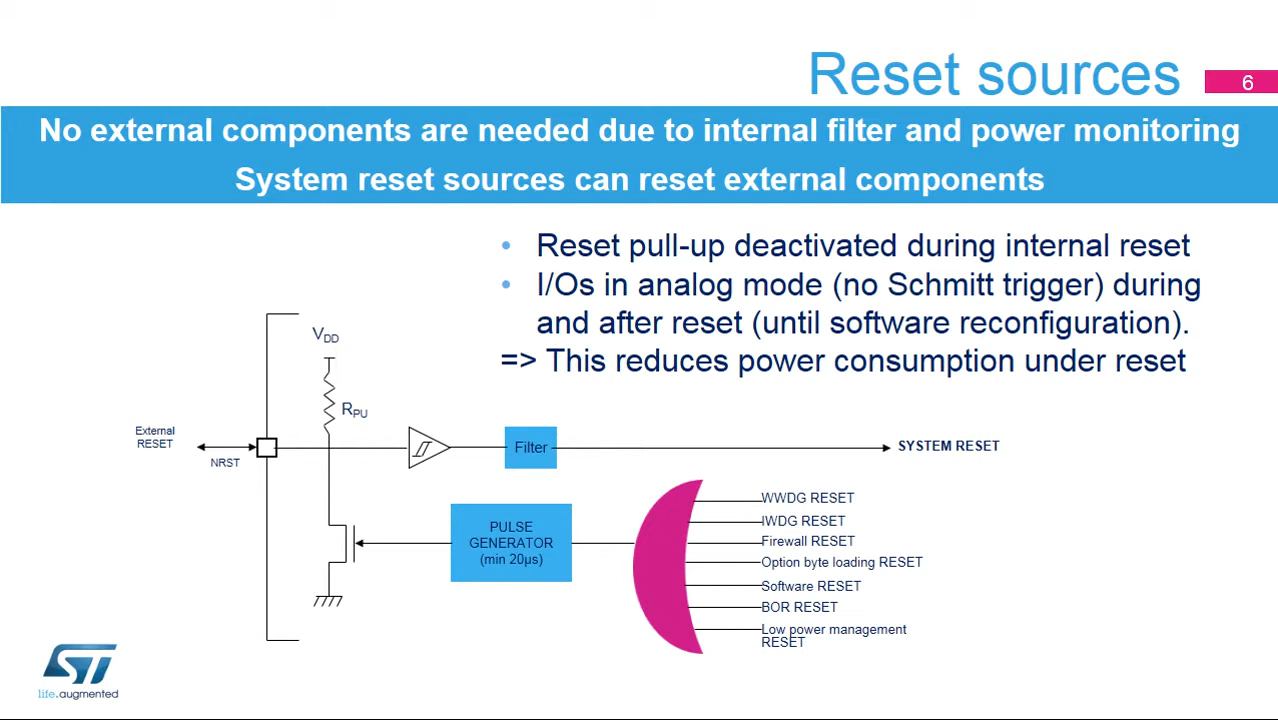 Reset sources
6
No external components are needed due to internal filter and power monitoring
System reset sources can reset external components
• Reset pull-up deactivated during internal reset
• I/Os in analog mode (no Schmitt trigger) during
and after reset (until software reconfiguration).
=> This reduces power consumption under reset
VDD
RPU
External
RESET
NRST
Filter
SYSTEM RESET
PULSE
GENERATOR
(min 20µs)
WWDG RESET
IWDG RESET
Firewall RESET
Option byte loading RESET
Software RESET
BOR RESET
Low power management
RESET
ST
life.augmented